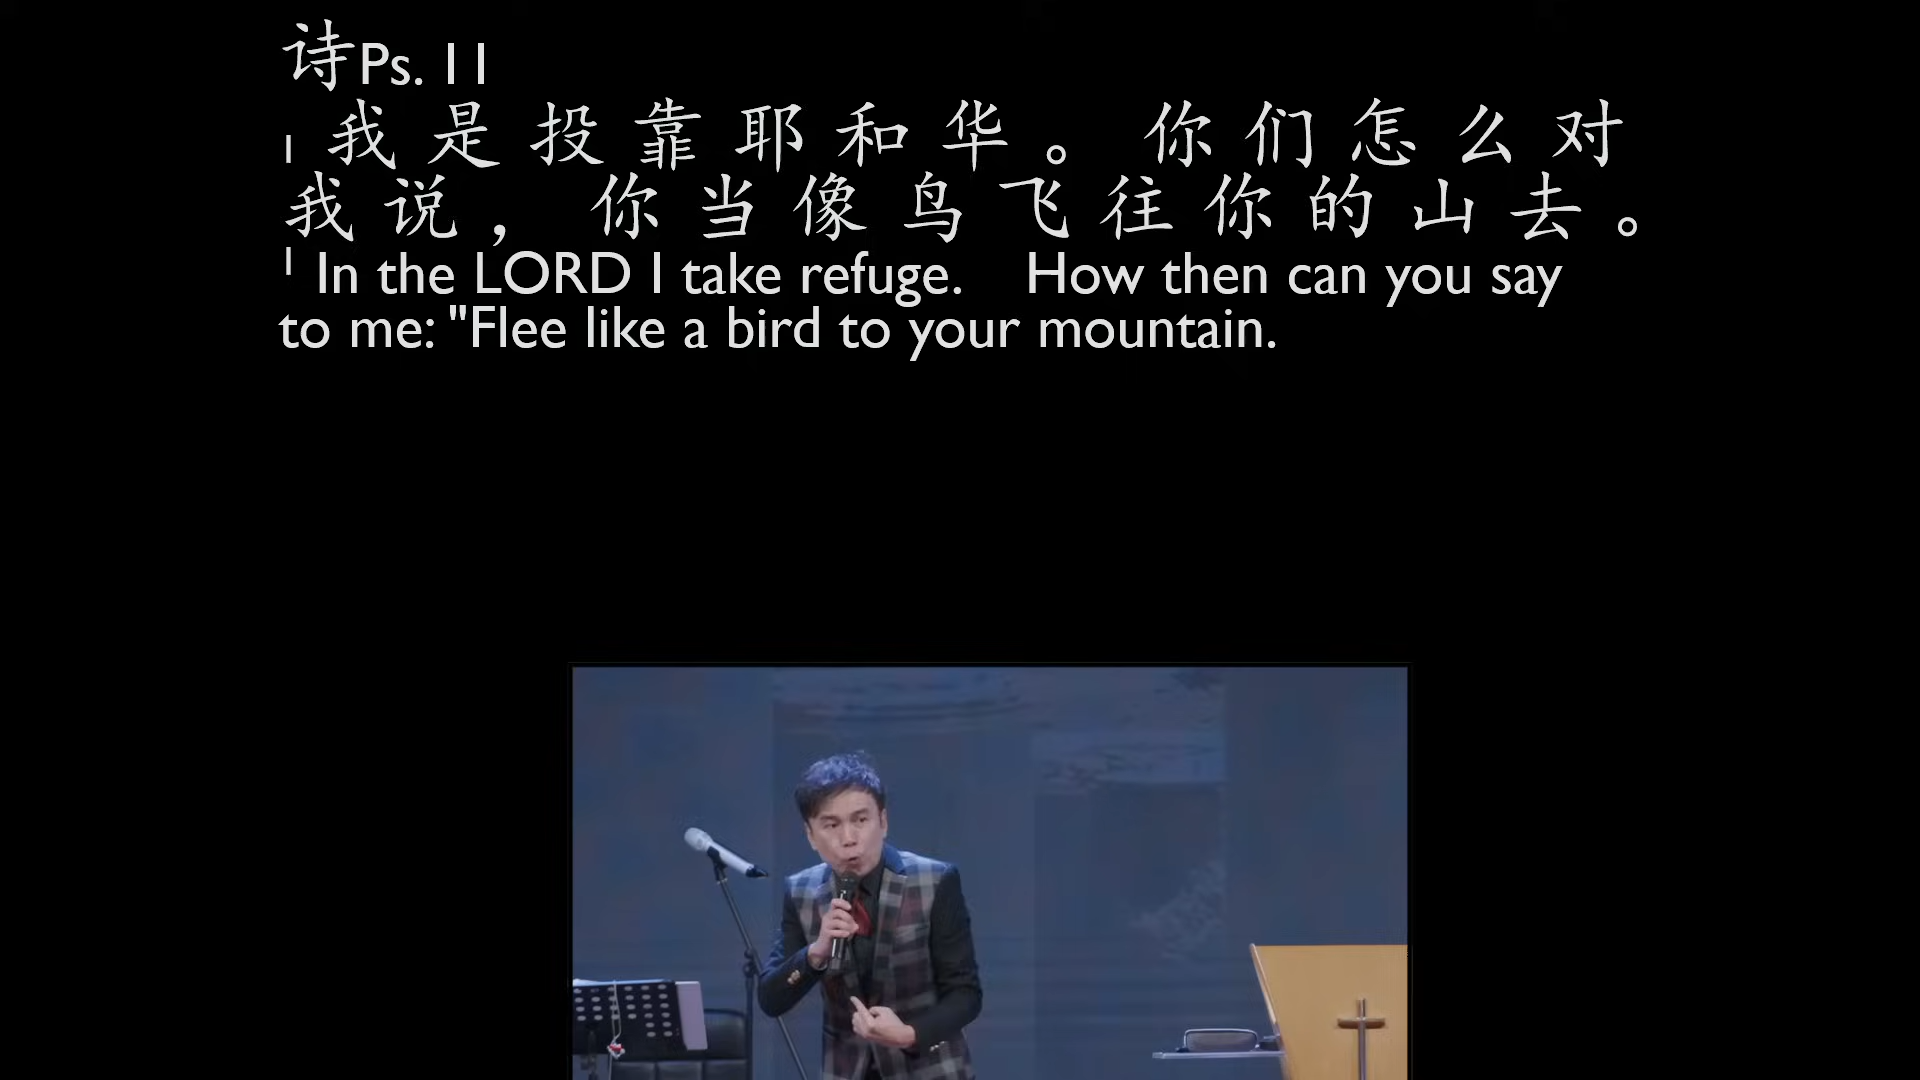 诗Ps. 11
1 我是投靠耶和华。 你们怎么对
我说，你当像鸟飞往你的山去。
1 In the LORD I take refuge. How then can you say
to me: "Flee like a bird to your mountain.